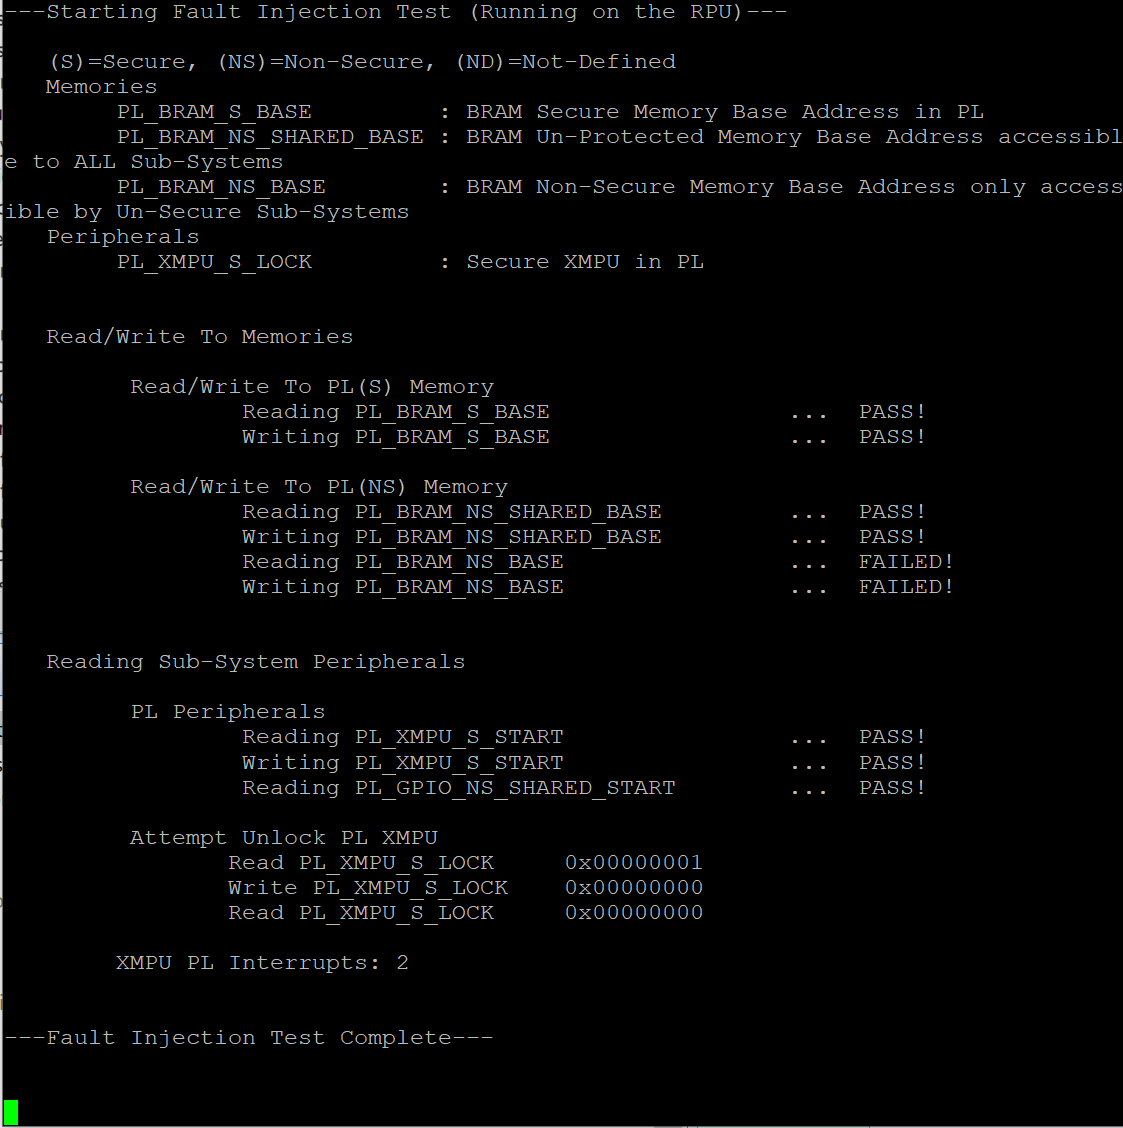 ---Starting Fault Injection Test (Running on the RPU)---
(S)=Secure, (NS)=Non-Secure, (ND)=Not-Defined
Memories
PL_BRAM_S_BASE : BRAM Secure Memory Base Address in PL
PL_BRAM_NS_SHARED_BASE : BRAM Un-Protected Memory Base Address accessibl
e to ALL Sub-Systems
PL_BRAM_NS_BASE : BRAM Non-Secure Memory Base Address only access
ible by Un-Secure Sub-Systems
Peripherals
PL_XMPU_S_LOCK : Secure XMPU in PL
Read/Write To Memories
Read/Write To PL(S) Memory
Reading PL_BRAM_S_BASE ... PASS!
Writing PL_BRAM_S_BASE ... PASS!
Read/Write To PL(NS) Memory
Reading PL_BRAM_NS_SHARED_BASE ... PASS!
Writing PL_BRAM_NS_SHARED_BASE ... PASS!
Reading PL_BRAM_NS_BASE ... FAILED!
Writing PL_BRAM_NS_BASE ... FAILED!
Reading Sub-System Peripherals
PL Peripherals
Reading PL_XMPU_S_START ... PASS!
Writing PL_XMPU_S_START ... PASS!
Reading PL_GPIO_NS_SHARED_START ... PASS!
Attempt Unlock PL XMPU
Read PL_XMPU_S_LOCK 0x00000001
Write PL_XMPU_S_LOCK 0x00000000
Read PL_XMPU_S_LOCK 0x00000000
XMPU PL Interrupts: 2
---Fault Injection Test Complete---